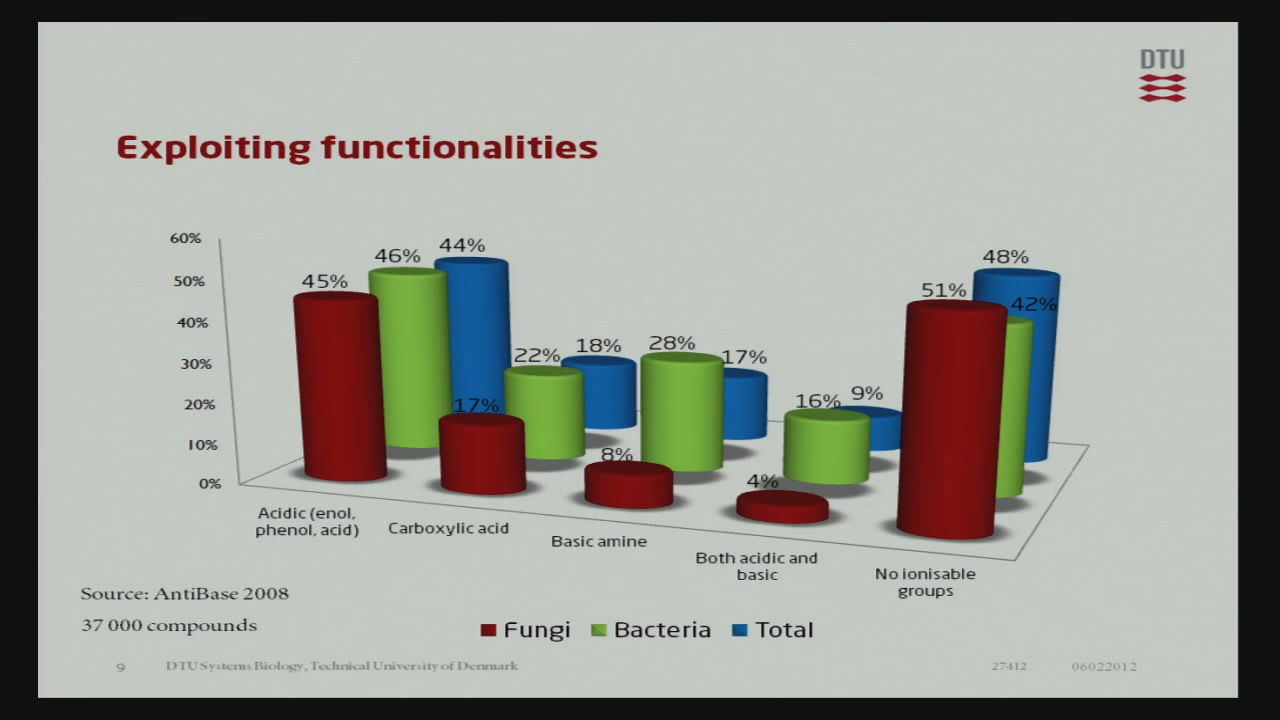 DTU
Exploiting functionalities
60%
50%
40%
30%
20%
10%
0%
45%
46%
44%
17%
22%
18%
8%
28%
17%
4%
16%
9%
51%
42%
48%
Acidic (enol,
phenol, acid)
Carboxylic acid
Basic amine
Both acidic and
basic
No ionisable
groups
Source: AntiBase 2008
37 000 compounds
Fungi
Bacteria
Total
9 DTU Systems Biology, Technical University of Denmark 27412 06022012